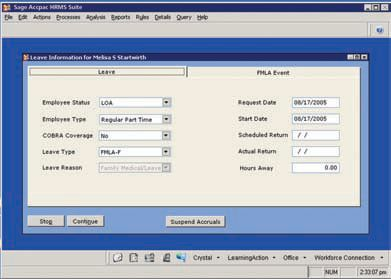 Sage Accpac HRMS Suite
File Edit Actions Processes Analysis Reports Rules Details Query Help
Leave Information for Melisa S Startwirth
Leave FMLA Event
Employee Status LOA Request Date 08/17/2005
Employee Type Regular Part Time Start Date 08/17/2005
COBRA Coverage No Scheduled Return / /
Leave Type FMLA-F Actual Return / /
Leave Reason Family Medical/Leave Hours Away 0.00
Stop Continue Suspend Accruals
Crystal LearningAction Office Workforce Connection
NUM 2:33:07 pm